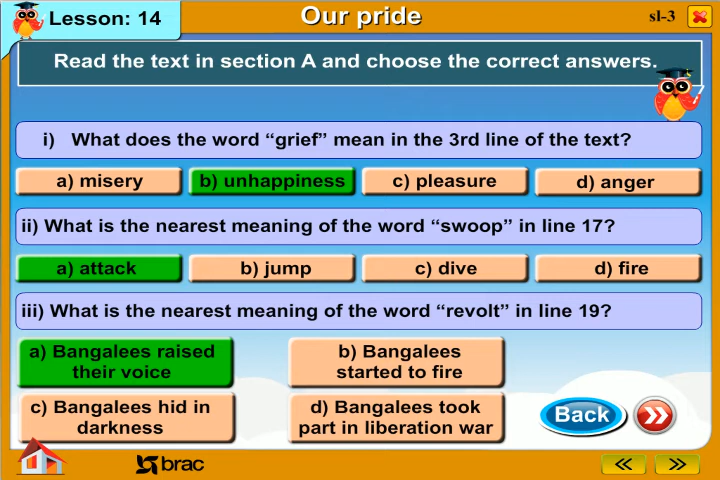 Lesson: 14
Our pride
sl-3
Read the text in section A and choose the correct answers.
i) What does the word “grief” mean in the 3rd line of the text?
a) misery
b) unhappiness
c) pleasure
d) anger
ii) What is the nearest meaning of the word “swoop” in line 17?
a) attack
b) jump
c) dive
d) fire
iii) What is the nearest meaning of the word “revolt” in line 19?
a) Bangalees raised
their voice
b) Bangalees
started to fire
c) Bangalees hid in
darkness
d) Bangalees took
part in liberation war
Back
brac